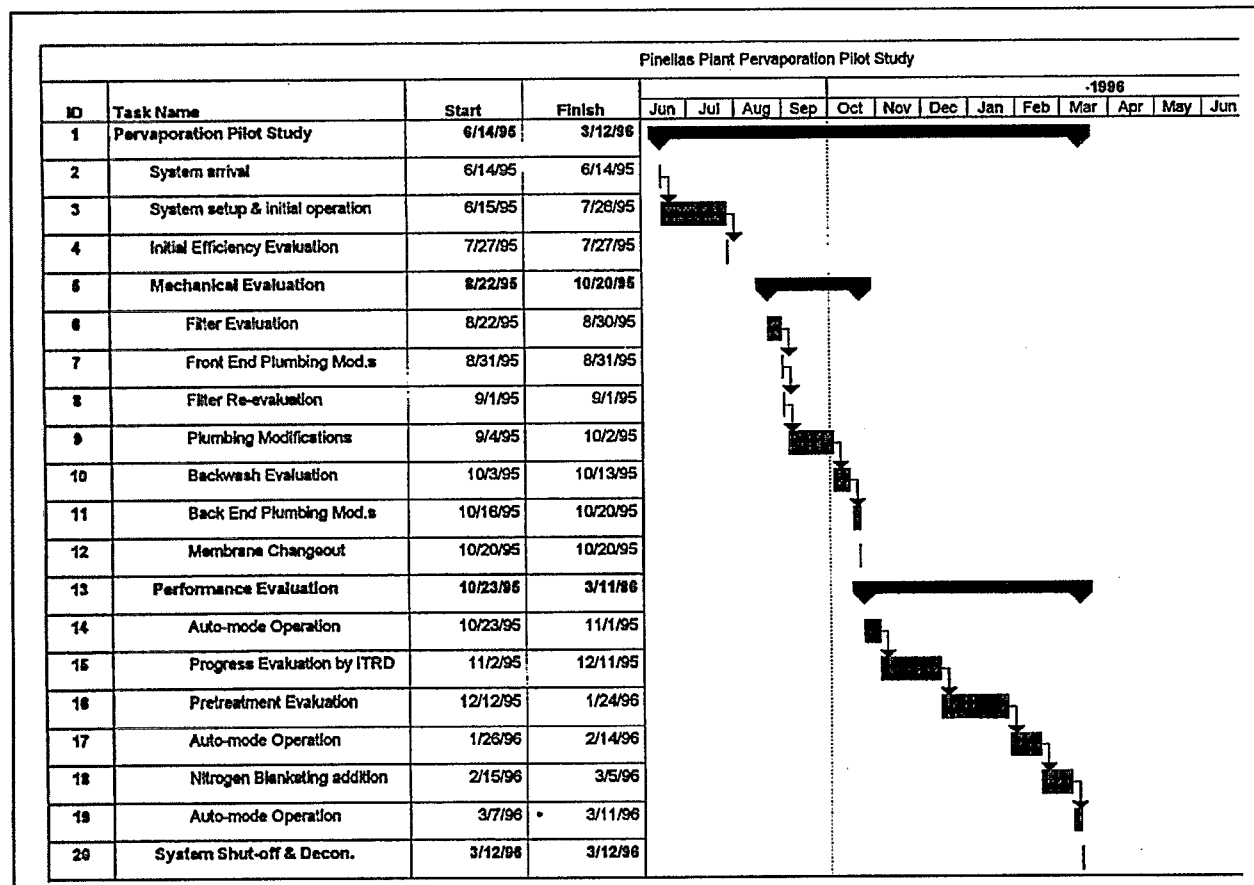 Pinellas Plant Pervaporation Pilot Study
-1996
ID Task Name Start Finish Jun Jul Aug Sep Oct Nov Dec Jan Feb Mar Apr May Jun
1 Pervaporation Pilot Study 6/14/95 3/12/96
2 System arrival 6/14/95 6/14/95
3 System setup & initial operation 6/15/95 7/26/95
4 Initial Efficiency Evaluation 7/27/95 7/27/95
5 Mechanical Evaluation 8/22/95 10/20/95
6 Filter Evaluation 8/22/95 8/30/95
7 Front End Plumbing Mod.s 8/31/95 8/31/95
8 Filter Re-evaluation 9/1/95 9/1/95
9 Plumbing Modifications 9/4/95 10/2/95
10 Backwash Evaluation 10/3/95 10/13/95
11 Back End Plumbing Mod.s 10/16/95 10/20/95
12 Membrane Changeout 10/20/95 10/20/95
13 Performance Evaluation 10/23/95 3/11/96
14 Auto-mode Operation 10/23/95 11/1/95
15 Progress Evaluation by ITRD 11/2/95 12/11/95
16 Pretreatment Evaluation 12/12/95 1/24/96
17 Auto-mode Operation 1/26/96 2/14/96
18 Nitrogen Blanketing addition 2/15/96 3/5/96
19 Auto-mode Operation 3/7/96 3/11/96
20 System Shut-off & Decon. 3/12/96 3/12/96